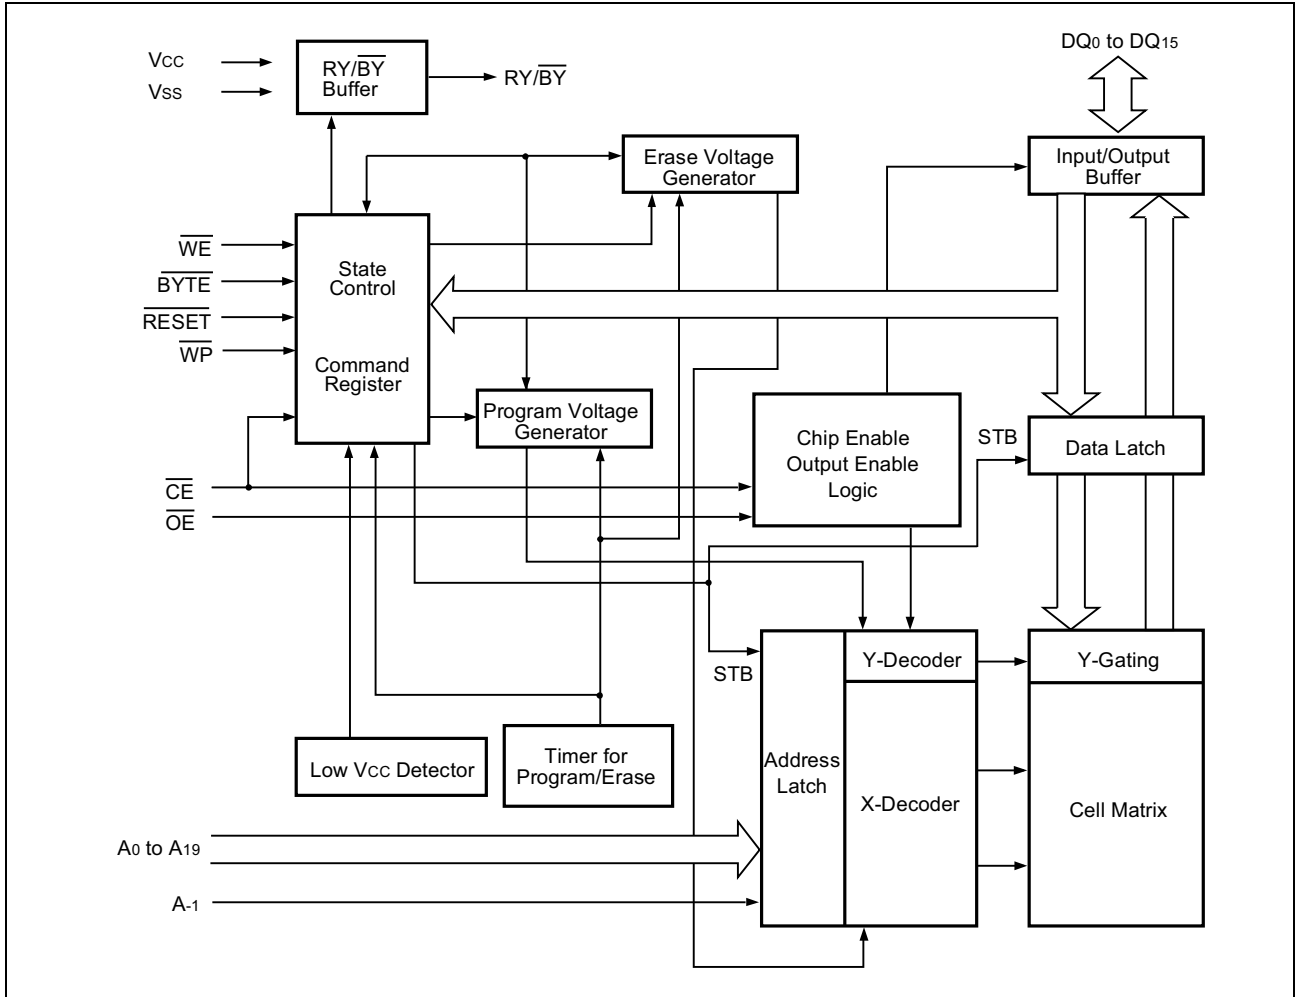 VCC
VSS
RY/BY
Buffer
RY/BY
DQ0 to DQ15
Erase Voltage
Generator
Input/Output
Buffer
WE
BYTE
RESET
WP
State
Control
Command
Register
Program Voltage
Generator
Chip Enable
Output Enable
Logic
STB
Data Latch
CE
OE
STB
Y-Decoder
Y-Gating
Low VCC Detector
Timer for
Program/Erase
Address
Latch
X-Decoder
Cell Matrix
A0 to A19
A-1